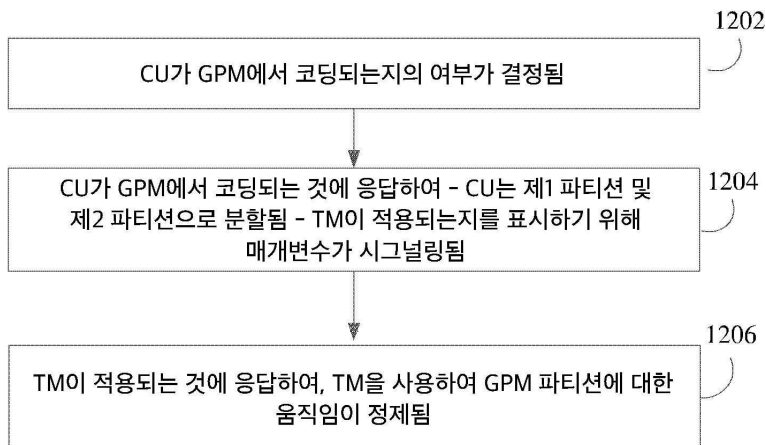 1202
CU가 GPM에서 코딩되는지의 여부가 결정됨
1204
CU가 GPM에서 코딩되는 것에 응답하여 - CU는 제1 파티션 및
제2 파티션으로 분할됨 - TM이 적용되는지를 표시하기 위해
매개변수가 시그널링됨
1206
TM이 적용되는 것에 응답하여, TM을 사용하여 GPM 파티션에 대한
움직임이 정제됨